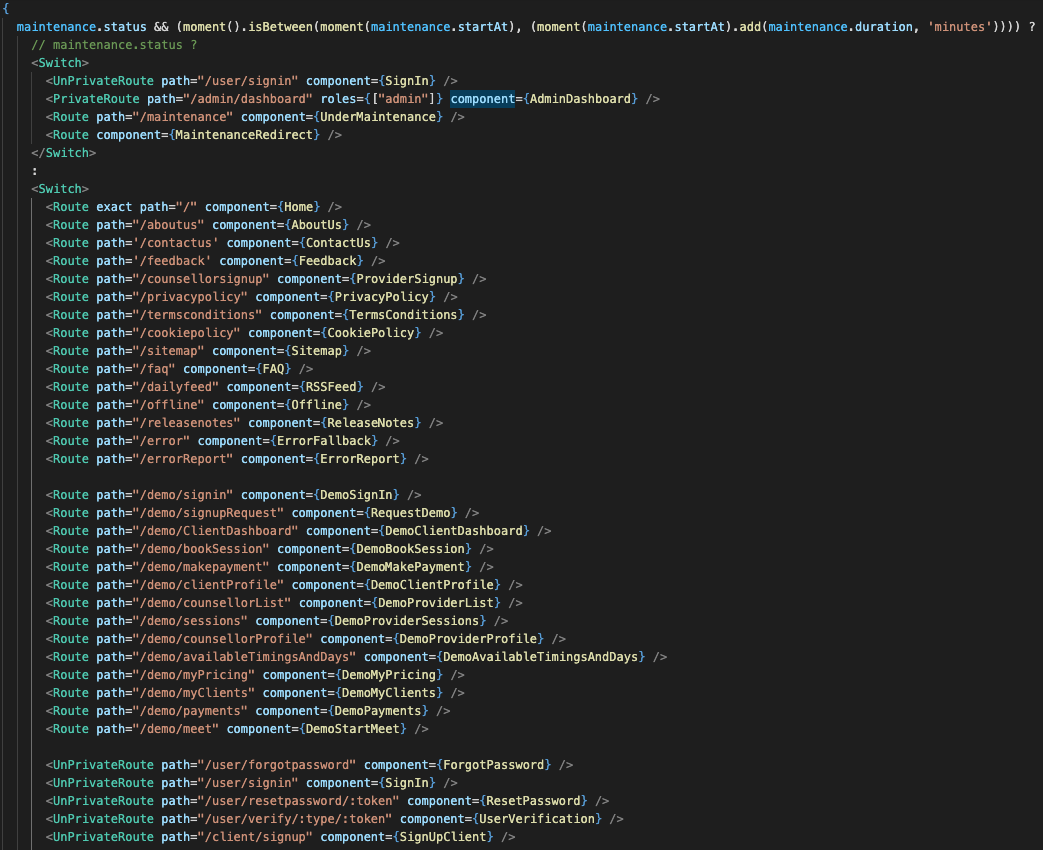 {
maintenance.status && (moment().isBetween(moment(maintenance.startAt), (moment(maintenance.startAt).add(maintenance.duration, 'minutes')))) ?
// maintenance.status ?
<Switch>
<UnPrivateRoute path="/user/signin" component={SignIn} />
<PrivateRoute path="/admin/dashboard" roles={["admin"]} component={AdminDashboard} />
<Route path="/maintenance" component={UnderMaintenance} />
<Route component={MaintenanceRedirect} />
</Switch>
:
<Switch>
<Route exact path="/" component={Home} />
<Route path="/aboutus" component={AboutUs} />
<Route path='/contactus' component={ContactUs} />
<Route path='/feedback' component={Feedback} />
<Route path="/counsellorsignup" component={ProviderSignup} />
<Route path="/privacypolicy" component={PrivacyPolicy} />
<Route path="/termsconditions" component={TermsConditions} />
<Route path="/cookiepolicy" component={CookiePolicy} />
<Route path="/sitemap" component={Sitemap} />
<Route path="/faq" component={FAQ} />
<Route path="/dailyfeed" component={RSSFeed} />
<Route path="/offline" component={Offline} />
<Route path="/releasenotes" component={ReleaseNotes} />
<Route path="/error" component={ErrorFallback} />
<Route path="/errorReport" component={ErrorReport} />
<Route path="/demo/signin" component={DemoSignIn} />
<Route path="/demo/signupRequest" component={RequestDemo} />
<Route path="/demo/ClientDashboard" component={DemoClientDashboard} />
<Route path="/demo/bookSession" component={DemoBookSession} />
<Route path="/demo/makepayment" component={DemoMakePayment} />
<Route path="/demo/clientProfile" component={DemoClientProfile} />
<Route path="/demo/counsellorList" component={DemoProviderList} />
<Route path="/demo/sessions" component={DemoProviderSessions} />
<Route path="/demo/counsellorProfile" component={DemoProviderProfile} />
<Route path="/demo/availableTimingsAndDays" component={DemoAvailableTimingsAndDays} />
<Route path="/demo/myPricing" component={DemoMyPricing} />
<Route path="/demo/myClients" component={DemoMyClients} />
<Route path="/demo/payments" component={DemoPayments} />
<Route path="/demo/meet" component={DemoStartMeet} />
<UnPrivateRoute path="/user/forgotpassword" component={ForgotPassword} />
<UnPrivateRoute path="/user/signin" component={SignIn} />
<UnPrivateRoute path="/user/resetpassword/:token" component={ResetPassword} />
<UnPrivateRoute path="/user/verify/:type/:token" component={UserVerification} />
<UnPrivateRoute path="/client/signup" component={SignUpClient} />